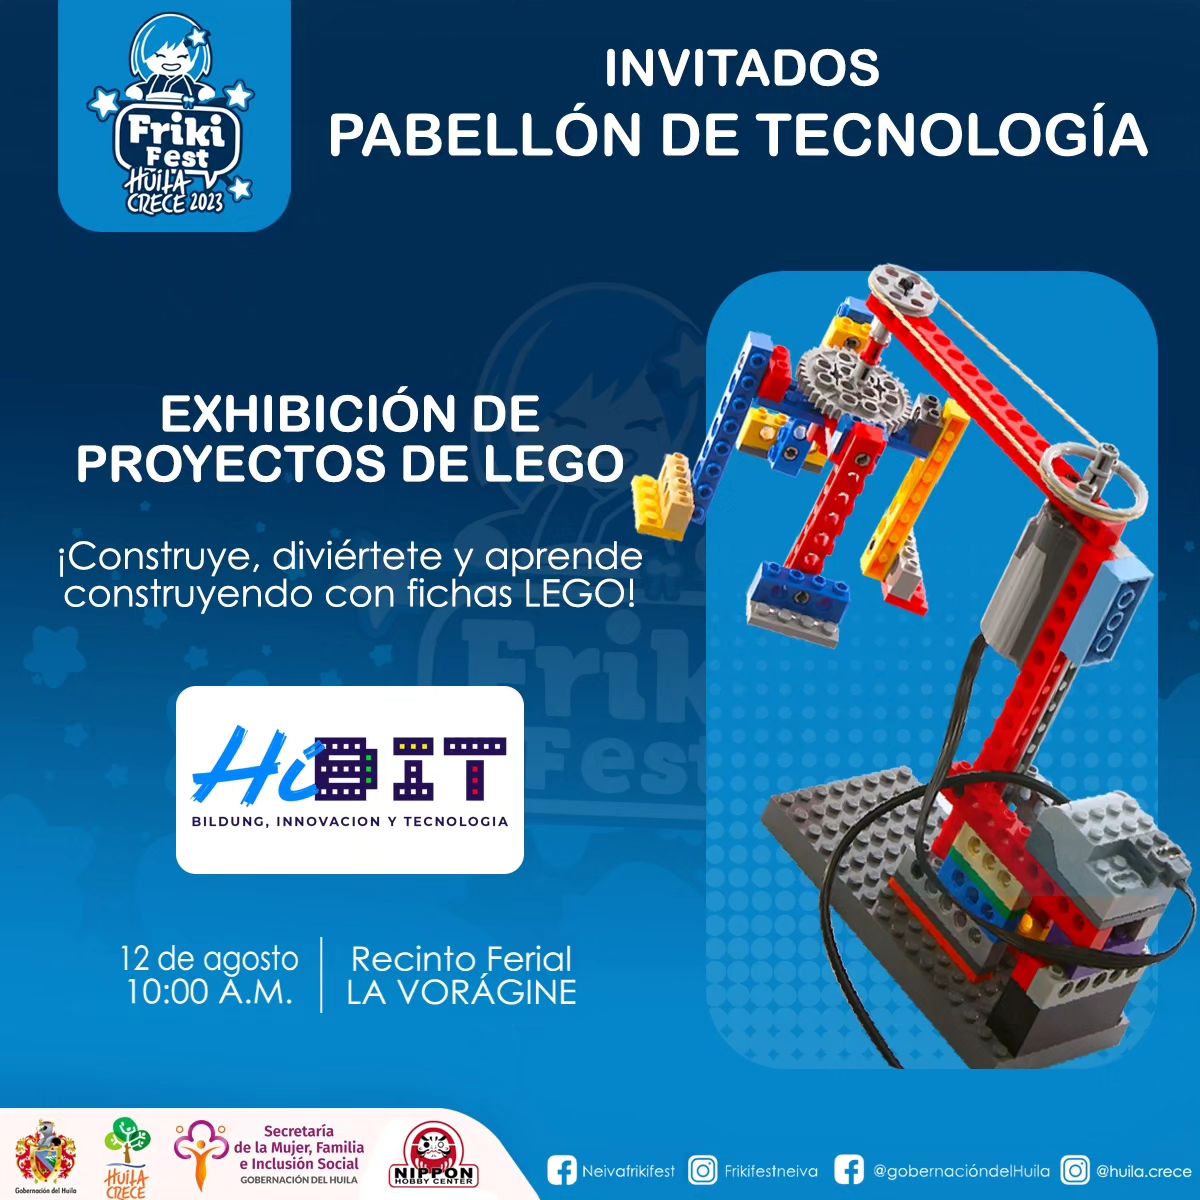 Friki
Fest
HUILA
CRECE 2023
INVITADOS
PABELLÓN DE TECNOLOGÍA
EXHIBICIÓN DE
PROYECTOS DE LEGO
¡Construye, diviértete y aprende
construyendo con fichas LEGO!
Friki
Fest
HiBIT
BILDUNG, INNOVACION Y TECNOLOGIA
12 de agosto
10:00 A.M.
Recinto Ferial
LA VORÁGINE
Gobernación del Huila
HUILA
CRECE
Secretaría
de la Mujer, Familia
e Inclusión Social
GOBERNACIÓN DEL HUILA
NIPPON
HOBBY CENTER
Neivafrikifest
Frikifestneiva
@gobernacióndelHuila
@huila.crece